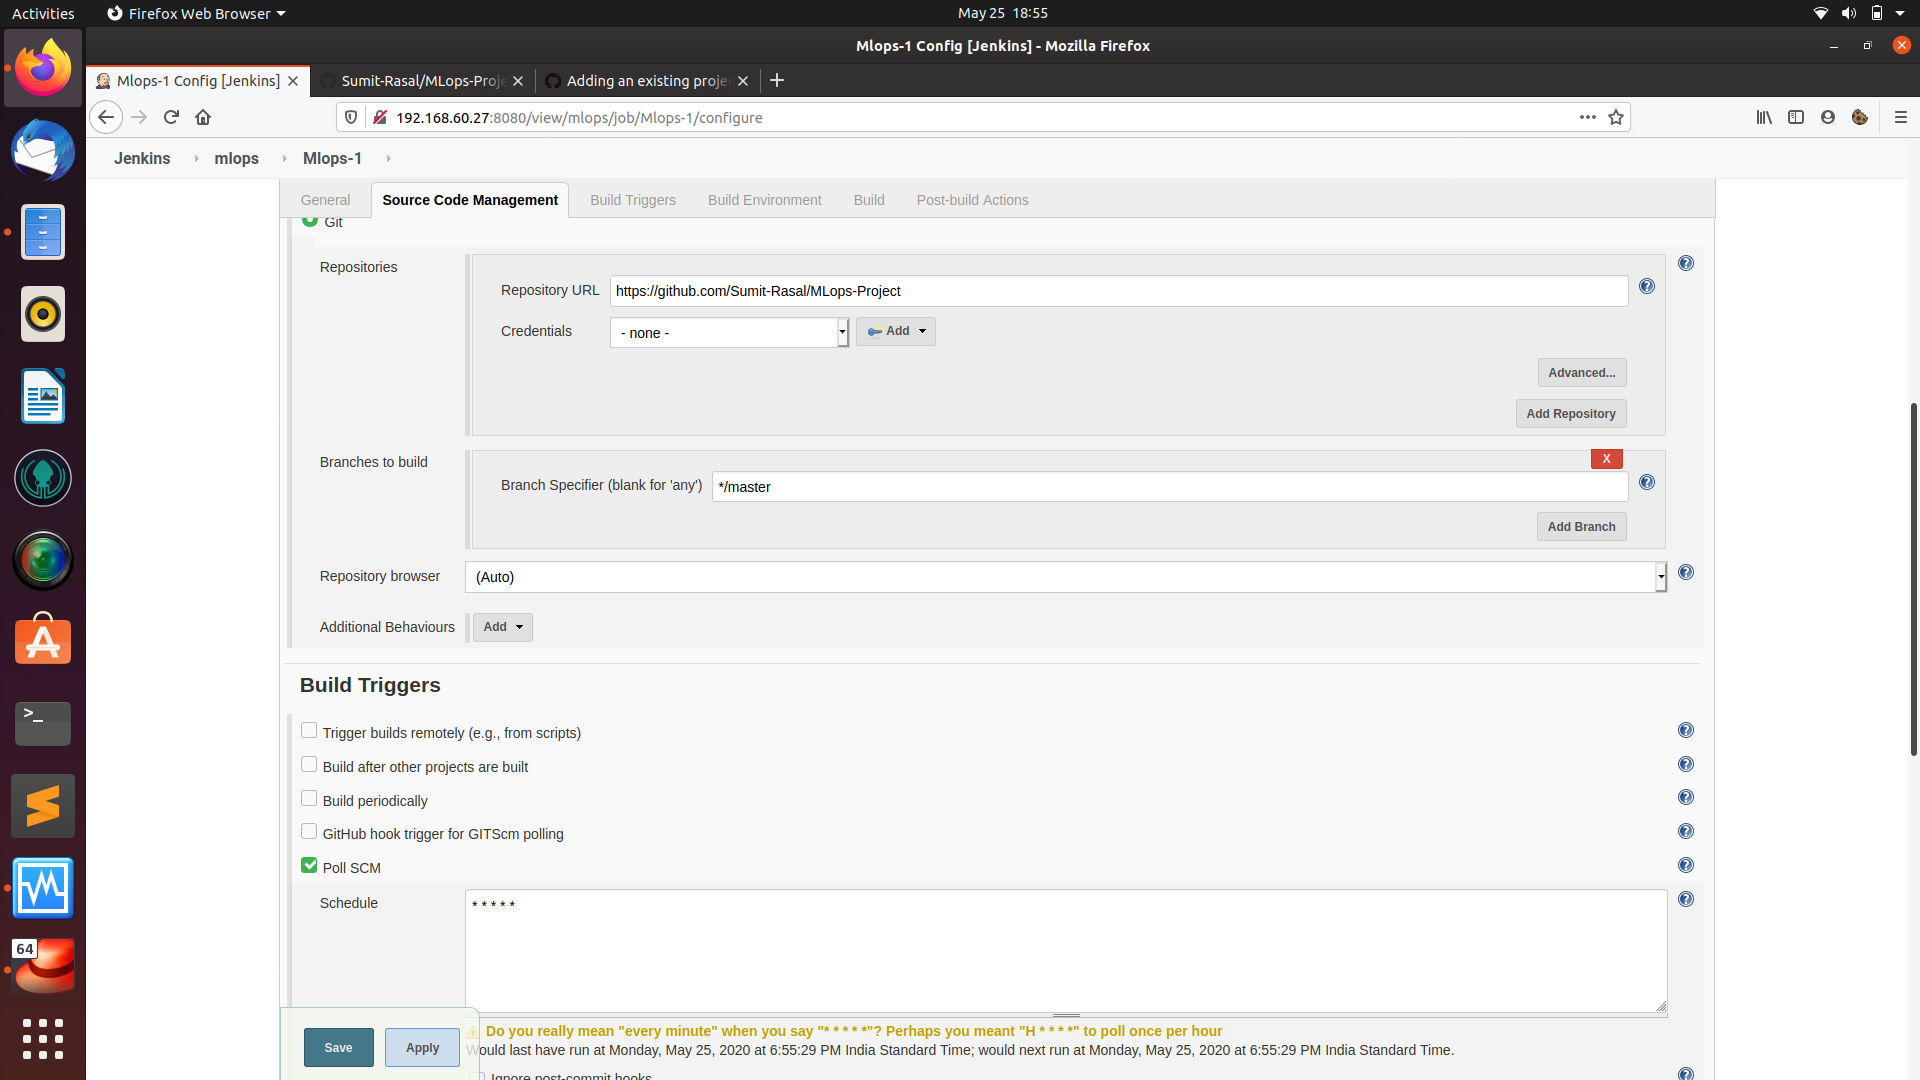 Activities
Firefox Web Browser
May 25 18:55
Mlops-1 Config [Jenkins] - Mozilla Firefox
Mlops-1 Config [Jenkins]
Sumit-Rasal/MLops-Proje
Adding an existing proje
192.168.60.27:8080/view/mlops/job/Mlops-1/configure
Jenkins
mlops
Mlops-1
General
Source Code Management
Build Triggers
Build Environment
Build
Post-build Actions
Git
Repositories
Repository URL
https://github.com/Sumit-Rasal/MLops-Project
Credentials
- none -
Add
Advanced...
Add Repository
Branches to build
X
Branch Specifier (blank for 'any')
*/master
Add Branch
Repository browser
(Auto)
Additional Behaviours
Add
Build Triggers
Trigger builds remotely (e.g., from scripts)
Build after other projects are built
Build periodically
GitHub hook trigger for GITScm polling
Poll SCM
Schedule
* * * * *
64
Do you really mean "every minute" when you say "* * * * *"? Perhaps you meant "H * * * *" to poll once per hour
Would last have run at Monday, May 25, 2020 at 6:55:29 PM India Standard Time; would next run at Monday, May 25, 2020 at 6:55:29 PM India Standard Time.
Save
Apply
Ignore post-commit hooks